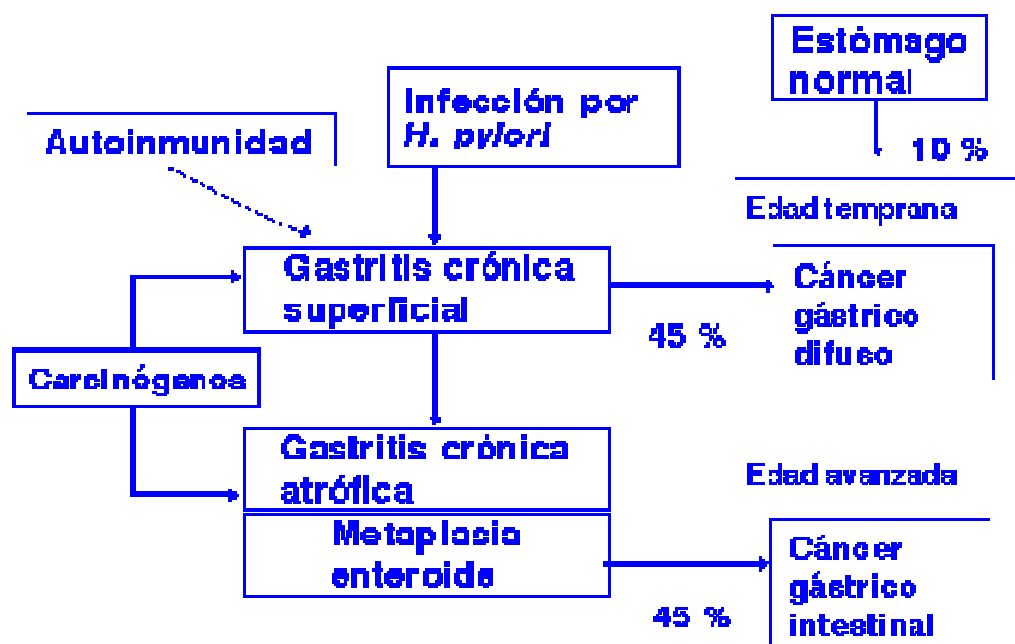 Estómago
normal
Infección por
H. pylori
Autoinmunidad
10 %
Edad temprana
Gastritis crónica
superficial
Cáncer
gástrico
difuso
45 %
Carcinógenos
Gastritis crónica
atrófica
Edad avanzada
Metaplasia
enteroide
Cáncer
gástrico
intestinal
45 %